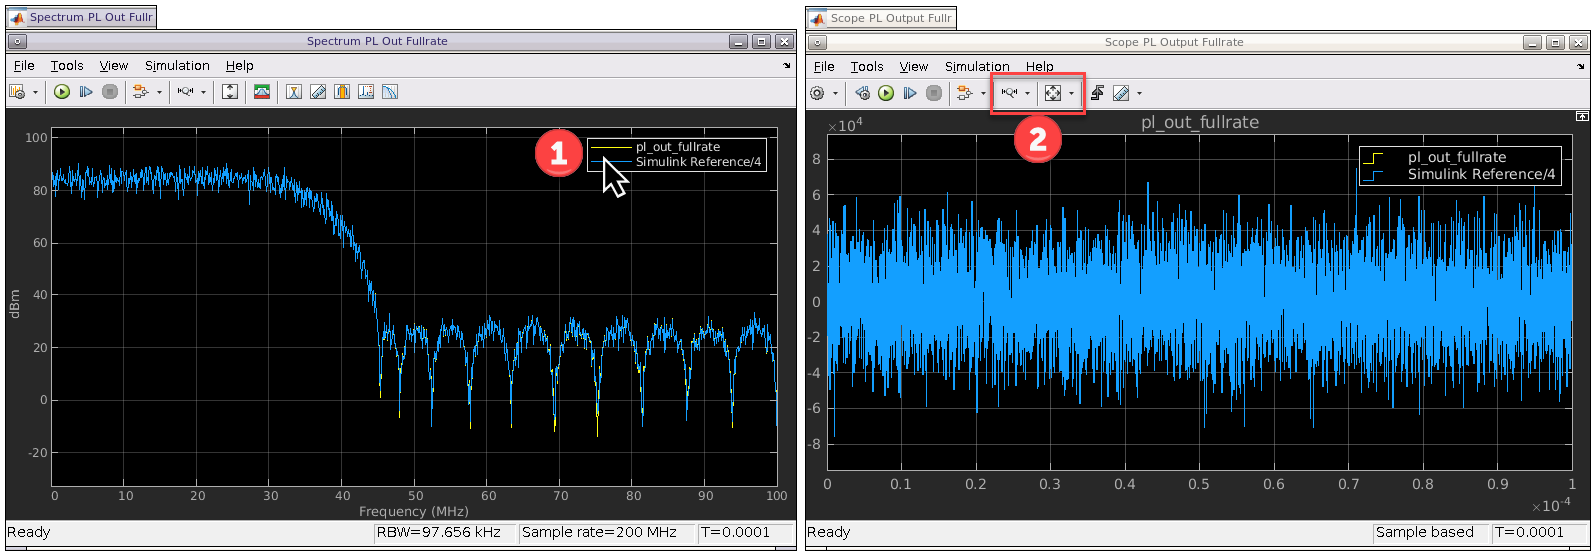 Spectrum PL Out Fullr
Spectrum PL Out Fullrate
File Tools View Simulation Help
1
pl_out_fullrate
Simulink Reference/4
100
80
60
40
20
0
-20
dBm
0 10 20 30 40 50 60 70 80 90 100
Frequency (MHz)
Ready RBW=97.656 kHz Sample rate=200 MHz T=0.0001
Scope PL Output Fullr
Scope PL Output Fullrate
File Tools View Simulation Help
2
×10⁴
pl_out_fullrate
pl_out_fullrate
Simulink Reference/4
8
6
4
2
0
-2
-4
-6
-8
0 0.1 0.2 0.3 0.4 0.5 0.6 0.7 0.8 0.9 1
×10⁻⁴
Ready Sample based T=0.0001